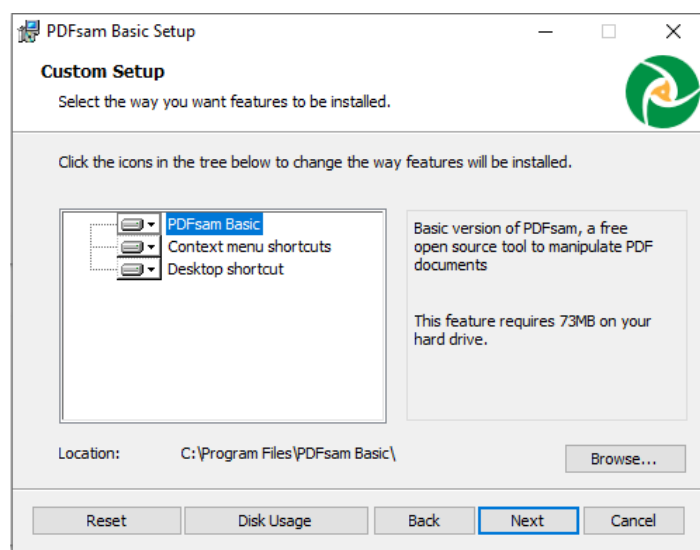 PDFsam Basic Setup
Custom Setup
Select the way you want features to be installed.
Click the icons in the tree below to change the way features will be installed.
PDFsam Basic
Context menu shortcuts
Desktop shortcut
Basic version of PDFsam, a free
open source tool to manipulate PDF
documents
This feature requires 73MB on your
hard drive.
Location: C:\Program Files\PDFsam Basic\
Browse...
Reset Disk Usage Back Next Cancel